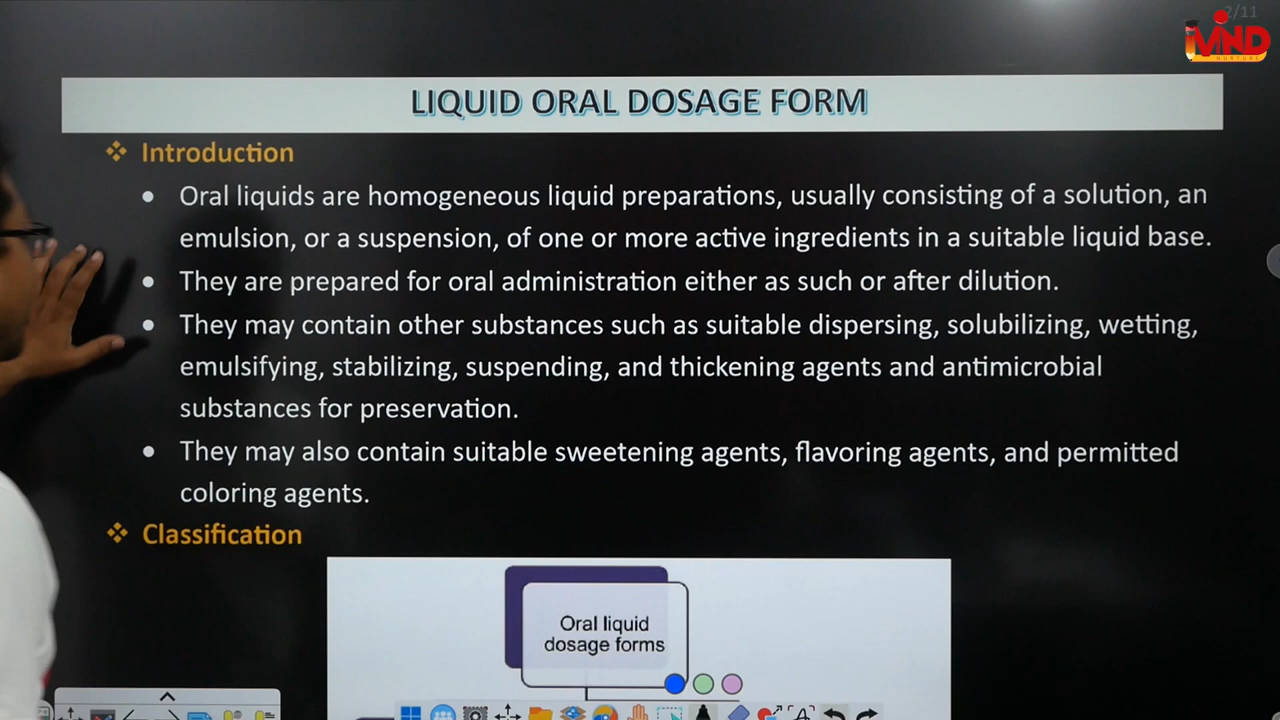 2/11
iMIND
NURTURE
LIQUID ORAL DOSAGE FORM
Introduction
Oral liquids are homogeneous liquid preparations, usually consisting of a solution, an
emulsion, or a suspension, of one or more active ingredients in a suitable liquid base.
They are prepared for oral administration either as such or after dilution.
They may contain other substances such as suitable dispersing, solubilizing, wetting,
emulsifying, stabilizing, suspending, and thickening agents and antimicrobial
substances for preservation.
They may also contain suitable sweetening agents, flavoring agents, and permitted
coloring agents.
Classification
Oral liquid
dosage forms